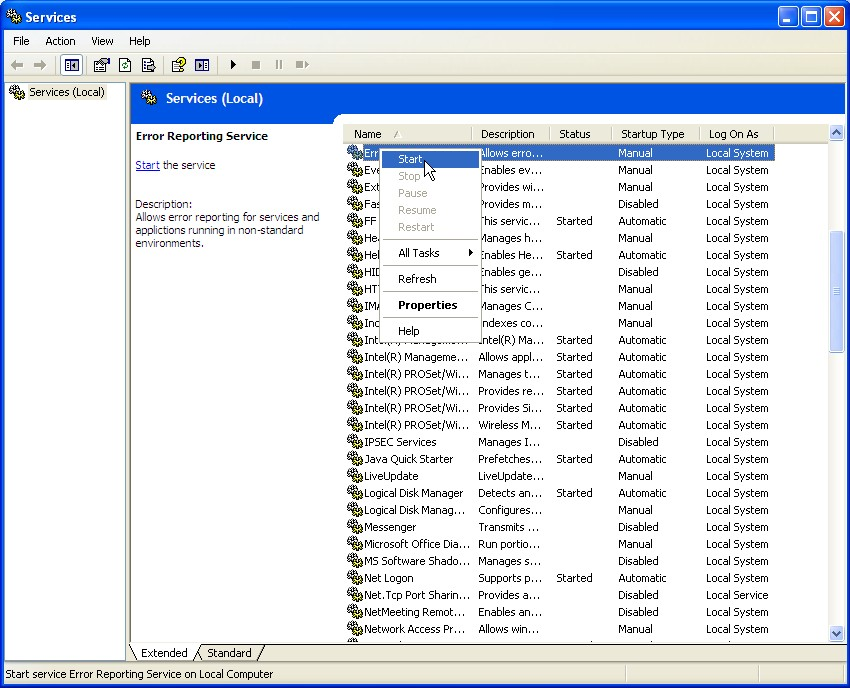 Services
File Action View Help
Services (Local)
Services (Local)
Error Reporting Service
Start the service
Description:
Allows error reporting for services and
applictions running in non-standard
environments.
Name Description Status Startup Type Log On As
Err Allows erro... Manual Local System
Eve Enables ev... Manual Local System
Ext Provides wi... Manual Local System
Fas Provides m... Disabled Local System
FF This servic... Started Automatic Local System
Hea Manages h... Manual Local System
Hel Enables He... Started Automatic Local System
HID Enables ge... Disabled Local System
HT This servic... Manual Local System
IMA Manages C... Manual Local System
Ind Indexes co... Manual Local System
Intel(R) Manageme... Intel(R) Ma... Started Automatic Local System
Intel(R) Manageme... Allows appl... Started Automatic Local System
Intel(R) PROSet/Wi... Manages t... Started Automatic Local System
Intel(R) PROSet/Wi... Provides re... Started Automatic Local System
Intel(R) PROSet/Wi... Provides Si... Started Automatic Local System
Intel(R) PROSet/Wi... Wireless M... Started Automatic Local System
IPSEC Services Manages I... Disabled Local System
Java Quick Starter Prefetches... Started Automatic Local System
LiveUpdate LiveUpdate... Manual Local System
Logical Disk Manager Detects an... Started Automatic Local System
Logical Disk Manag... Configures... Manual Local System
Messenger Transmits ... Disabled Local System
Microsoft Office Dia... Run portio... Manual Local System
MS Software Shado... Manages s... Disabled Local System
Net Logon Supports p... Started Automatic Local System
Net.Tcp Port Sharin... Provides a... Disabled Local Service
NetMeeting Remot... Enables an... Disabled Local System
Network Access Pr... Allows win... Manual Local System
Start
Stop
Pause
Resume
Restart
All Tasks
Refresh
Properties
Help
Extended Standard
Start service Error Reporting Service on Local Computer